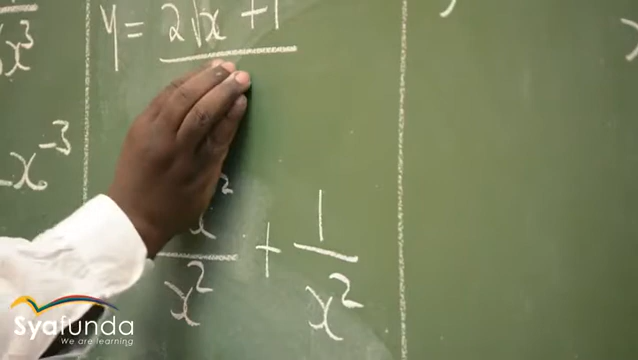 y = 2√x + 1
x³
x⁻³
x² / x² + 1 / x²
Syafunda
We are learning